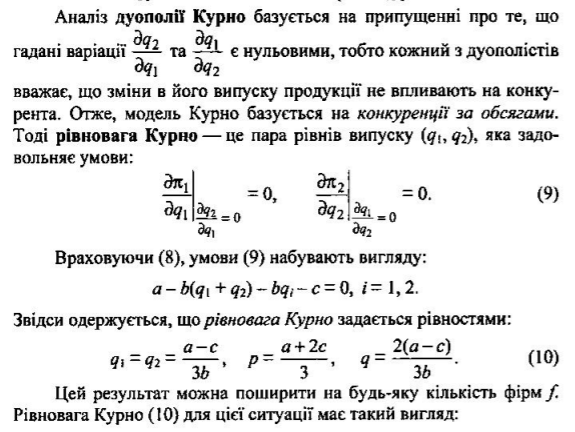 Аналіз дуополії Курно базується на припущенні про те, що
гадані варіації ∂q₂/∂q₁ та ∂q₁/∂q₂ є нульовими, тобто кожний з дуополістів
вважає, що зміни в його випуску продукції не впливають на конку-
рента. Отже, модель Курно базується на конкуренції за обсягами.
Тоді рівновага Курно — це пара рівнів випуску (q₁, q₂), яка задо-
вольняє умови:
∂π₁/∂q₁ |∂q₂/∂q₁ = 0 = 0, ∂π₂/∂q₂ |∂q₁/∂q₂ = 0 = 0. (9)
Враховуючи (8), умови (9) набувають вигляду:
a – b(q₁ + q₂) – bqᵢ – c = 0, i = 1, 2.
Звідси одержується, що рівновага Курно задається рівностями:
q₁ = q₂ = (a – c)/3b, p = (a + 2c)/3, q = 2(a – c)/3b. (10)
Цей результат можна поширити на будь-яку кількість фірм f.
Рівновага Курно (10) для цієї ситуації має такий вигляд: